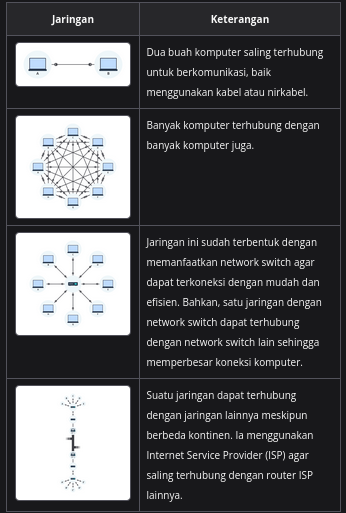 Jaringan
Keterangan
A
B
Dua buah komputer saling terhubung
untuk berkomunikasi, baik
menggunakan kabel atau nirkabel.
Banyak komputer terhubung dengan
banyak komputer juga.
Jaringan ini sudah terbentuk dengan
memanfaatkan network switch agar
dapat terkoneksi dengan mudah dan
efisien. Bahkan, satu jaringan dengan
network switch dapat terhubung
dengan network switch lain sehingga
memperbesar koneksi komputer.
Suatu jaringan dapat terhubung
dengan jaringan lainnya meskipun
berbeda kontinen. Ia menggunakan
Internet Service Provider (ISP) agar
saling terhubung dengan router ISP
lainnya.